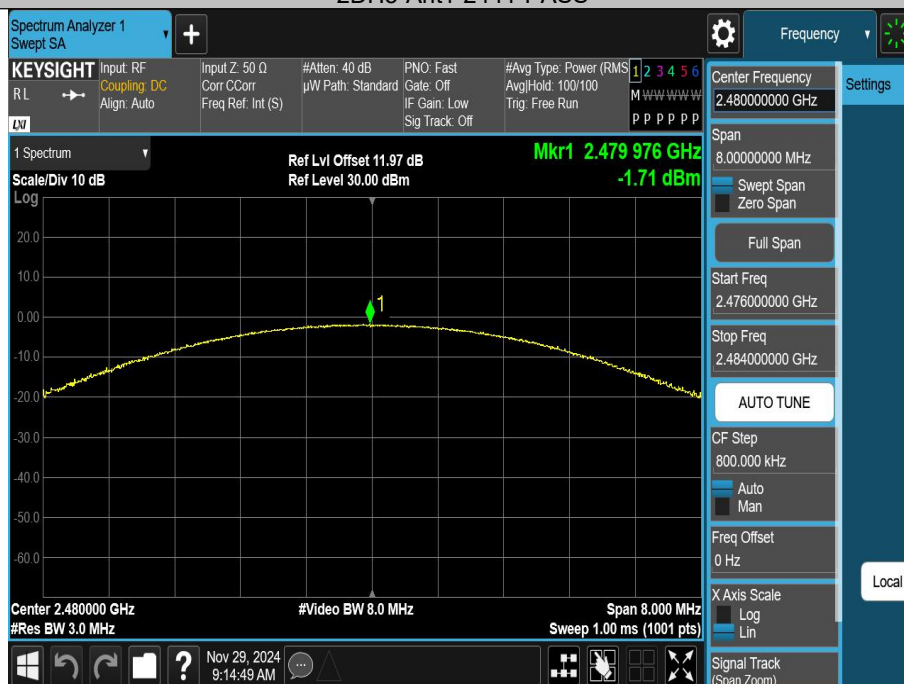 Spectrum Analyzer 1
Swept SA
+
Frequency
KEYSIGHT
RL
LXI
Input: RF
Coupling: DC
Align: Auto
Input Z: 50 Ω
Corr CCorr
Freq Ref: Int (S)
#Atten: 40 dB
µW Path: Standard
PNO: Fast
Gate: Off
IF Gain: Low
Sig Track: Off
#Avg Type: Power (RMS
Avg|Hold: 100/100
Trig: Free Run
1 2 3 4 5 6
M W W W W W
P P P P P P
Center Frequency
2.480000000 GHz
Settings
Span
8.00000000 MHz
Swept Span
Zero Span
Full Span
Start Freq
2.476000000 GHz
Stop Freq
2.484000000 GHz
AUTO TUNE
CF Step
800.000 kHz
Auto
Man
Freq Offset
0 Hz
Local
X Axis Scale
Log
Lin
Signal Track
(Span Zoom)
1 Spectrum
Scale/Div 10 dB
Ref Lvl Offset 11.97 dB
Ref Level 30.00 dBm
Mkr1 2.479 976 GHz
-1.71 dBm
Log
20.0
10.0
0.00
-10.0
-20.0
-30.0
-40.0
-50.0
-60.0
1
Center 2.480000 GHz
#Video BW 8.0 MHz
Span 8.000 MHz
#Res BW 3.0 MHz
Sweep 1.00 ms (1001 pts)
?
Nov 29, 2024
9:14:49 AM